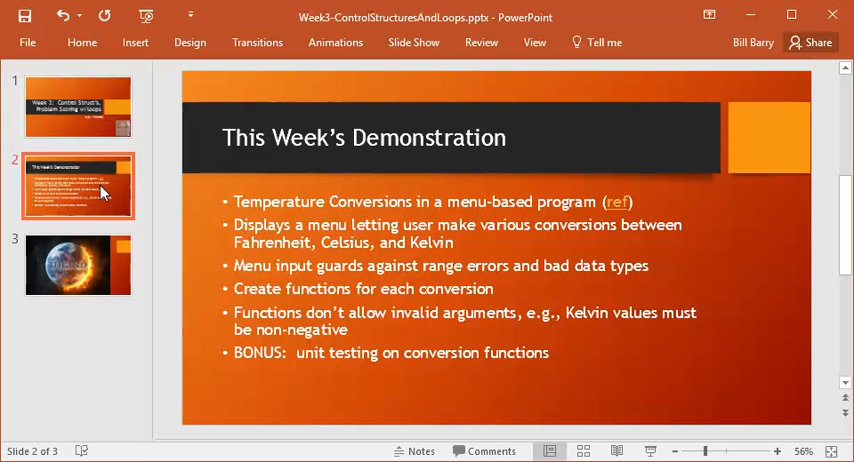 Week3-ControlStructuresAndLoops.pptx - PowerPoint
File Home Insert Design Transitions Animations Slide Show Review View Tell me Bill Barry Share
1
Week 3: Control Struct's,
Problem Solving w/loops
2
This Week's Demonstration
3
This Week's Demonstration
• Temperature Conversions in a menu-based program (ref)
• Displays a menu letting user make various conversions between
Fahrenheit, Celsius, and Kelvin
• Menu input guards against range errors and bad data types
• Create functions for each conversion
• Functions don't allow invalid arguments, e.g., Kelvin values must
be non-negative
• BONUS: unit testing on conversion functions
Slide 2 of 3 Notes Comments 56%